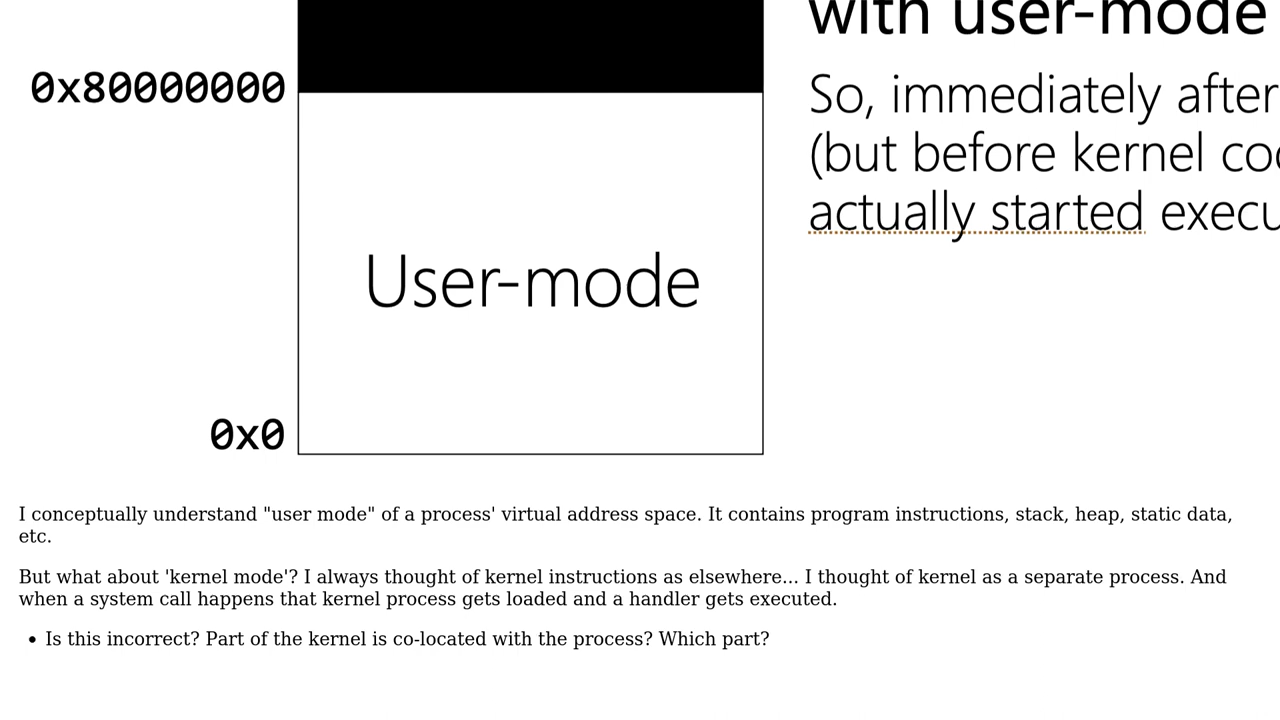 with user-mode
0x80000000
So, immediately after
(but before kernel
actually started
User-mode
0x0
I conceptually understand "user mode" of a process' virtual address space. It contains program instructions, stack, heap, static data,
etc.
But what about 'kernel mode'? I always thought of kernel instructions as elsewhere... I thought of kernel as a separate process. And
when a system call happens that kernel process gets loaded and a handler gets executed.
• Is this incorrect? Part of the kernel is co-located with the process? Which part?